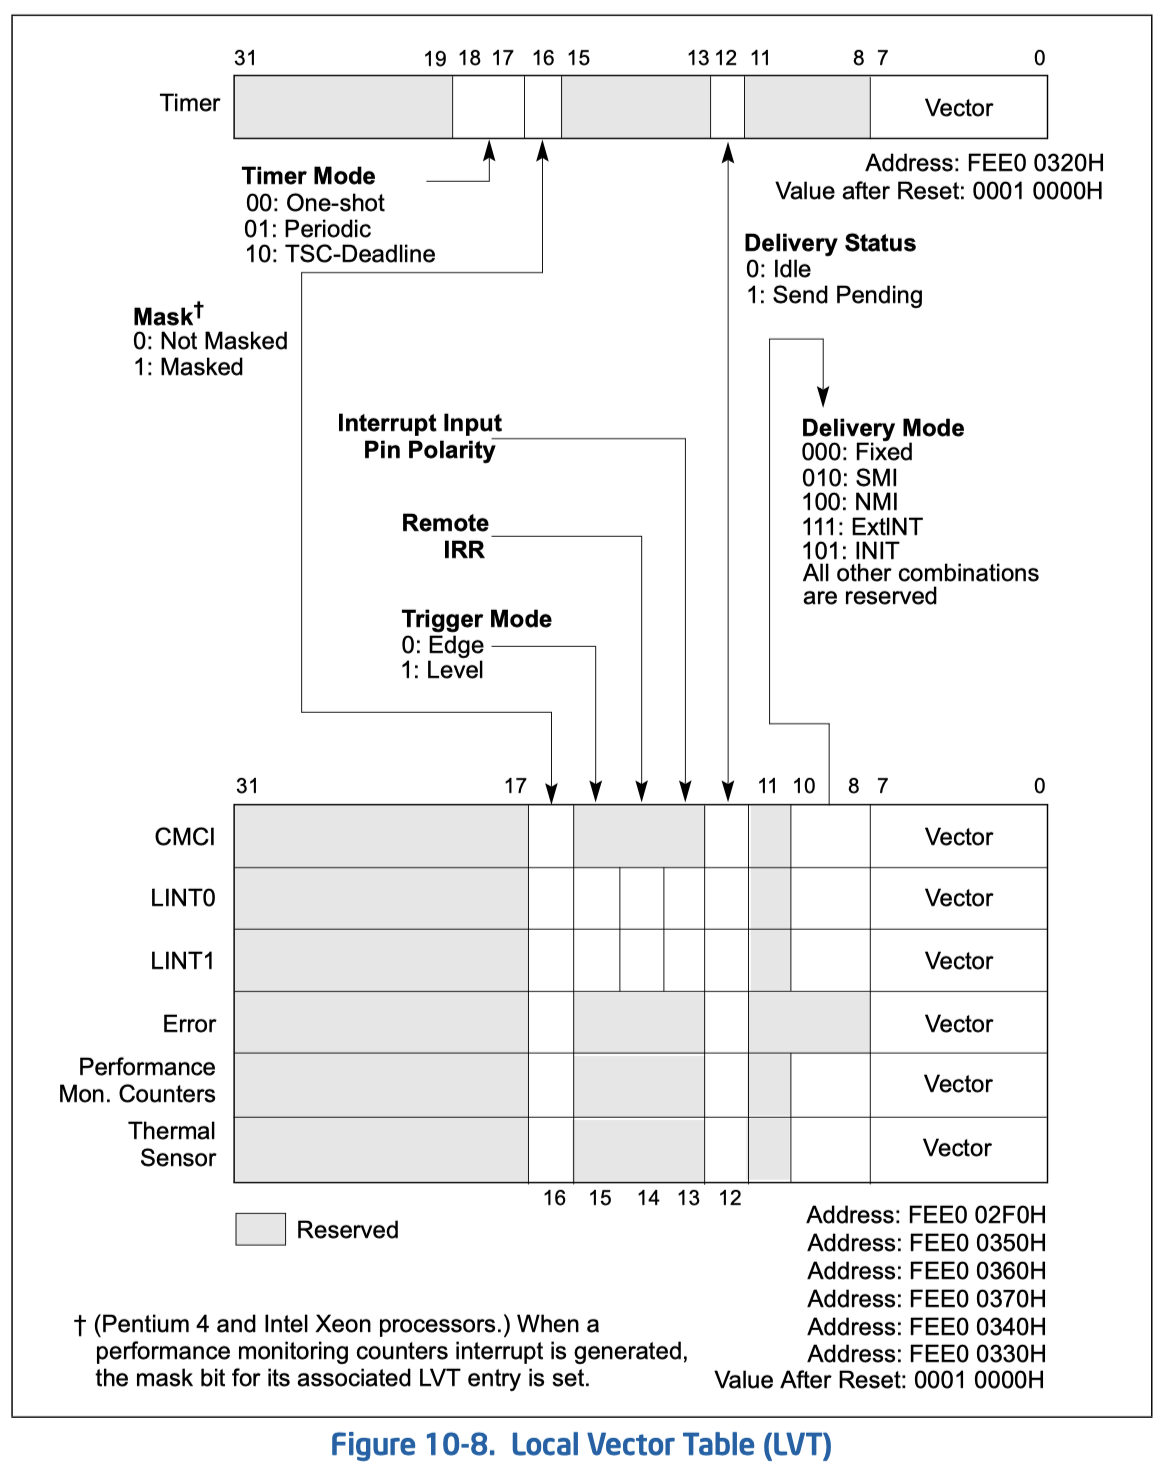 31 19 18 17 16 15 13 12 11 8 7 0
Timer Vector
Address: FEE0 0320H
Value after Reset: 0001 0000H
Timer Mode
00: One-shot
01: Periodic
10: TSC-Deadline
Delivery Status
0: Idle
1: Send Pending
Mask†
0: Not Masked
1: Masked
Interrupt Input
Pin Polarity
Delivery Mode
000: Fixed
010: SMI
100: NMI
111: ExtINT
101: INIT
All other combinations
are reserved
Remote
IRR
Trigger Mode
0: Edge
1: Level
31 17 11 10 8 7 0
CMCI Vector
LINT0 Vector
LINT1 Vector
Error Vector
Performance
Mon. Counters Vector
Thermal
Sensor Vector
16 15 14 13 12
Reserved
Address: FEE0 02F0H
Address: FEE0 0350H
Address: FEE0 0360H
Address: FEE0 0370H
Address: FEE0 0340H
Address: FEE0 0330H
Value After Reset: 0001 0000H
† (Pentium 4 and Intel Xeon processors.) When a
performance monitoring counters interrupt is generated,
the mask bit for its associated LVT entry is set.
Figure 10-8. Local Vector Table (LVT)